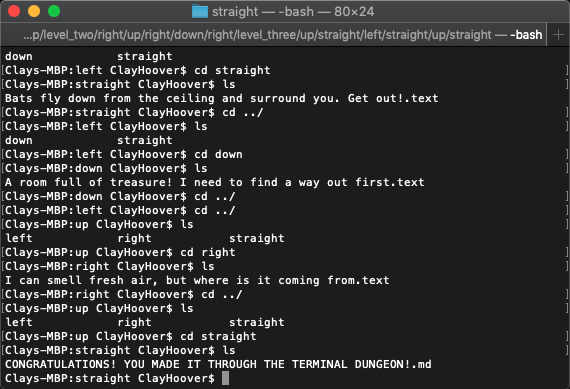 straight — -bash — 80×24
...p/level_two/right/up/right/down/right/level_three/up/straight/left/straight/up/straight — -bash +
down straight
[Clays-MBP:left ClayHoover$ cd straight ]
[Clays-MBP:straight ClayHoover$ ls ]
Bats fly down from the ceiling and surround you. Get out!.text
[Clays-MBP:straight ClayHoover$ cd ../ ]
[Clays-MBP:left ClayHoover$ ls ]
down straight
[Clays-MBP:left ClayHoover$ cd down ]
[Clays-MBP:down ClayHoover$ ls ]
A room full of treasure! I need to find a way out first.text
[Clays-MBP:down ClayHoover$ cd ../ ]
[Clays-MBP:left ClayHoover$ cd ../ ]
[Clays-MBP:up ClayHoover$ ls ]
left right straight
[Clays-MBP:up ClayHoover$ cd right ]
[Clays-MBP:right ClayHoover$ ls ]
I can smell fresh air, but where is it coming from.text
[Clays-MBP:right ClayHoover$ cd ../ ]
[Clays-MBP:up ClayHoover$ ls ]
left right straight
[Clays-MBP:up ClayHoover$ cd straight ]
[Clays-MBP:straight ClayHoover$ ls ]
CONGRATULATIONS! YOU MADE IT THROUGH THE TERMINAL DUNGEON!.md
Clays-MBP:straight ClayHoover$